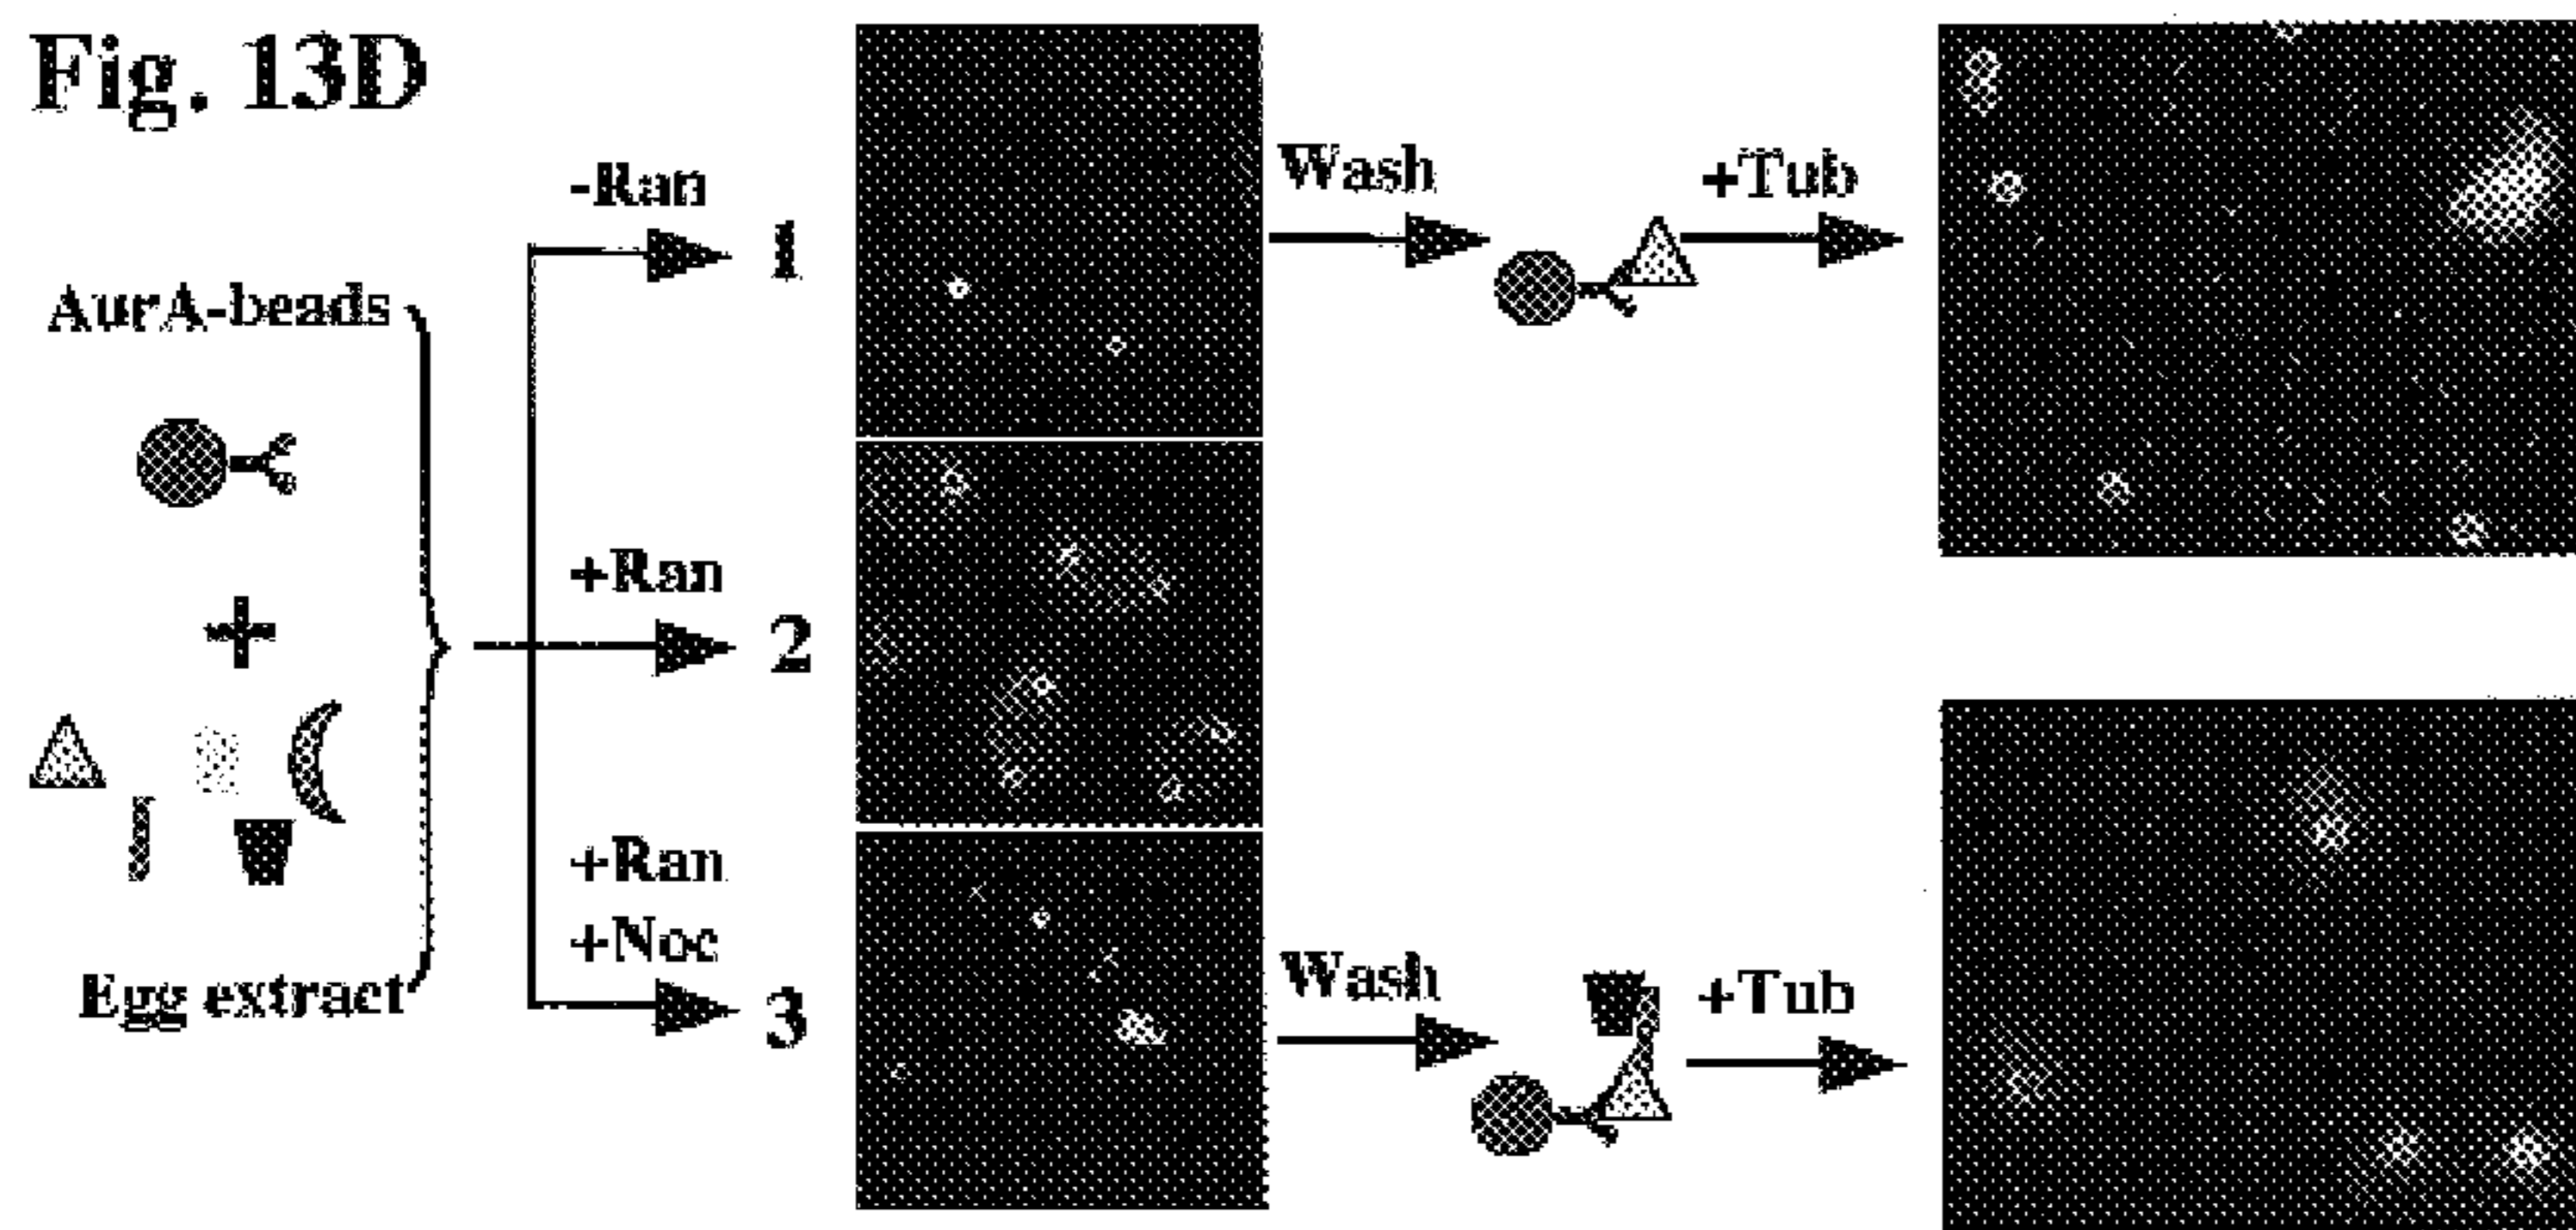 Fig. 13D
AurA-beads
+
Egg extract
-Ran
1
Wash
+Tub
+Ran
2
+Ran
+Noc
3
Wash
+Tub